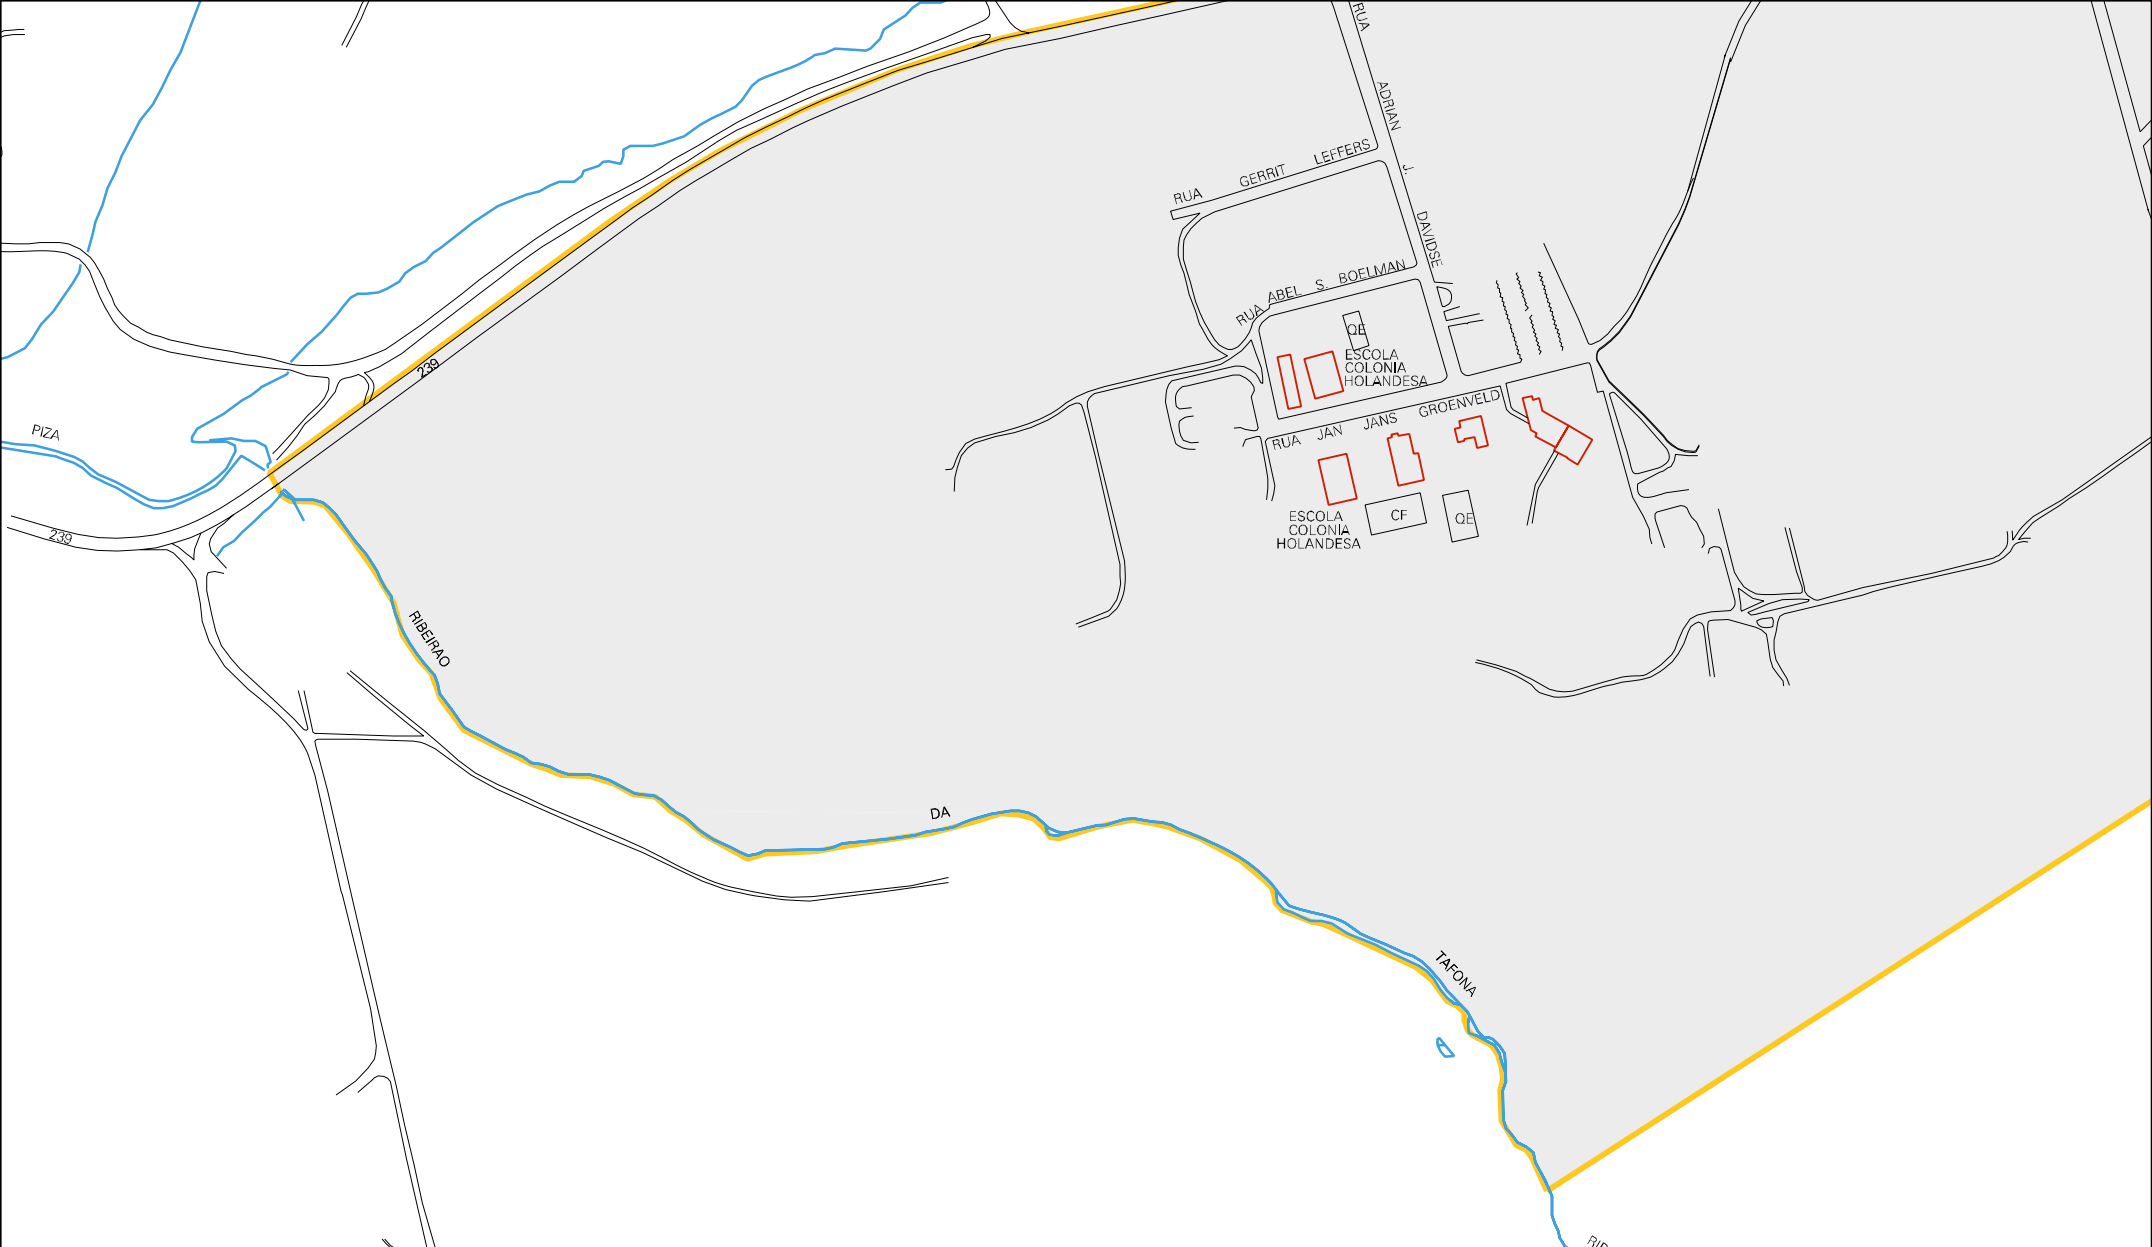 RUA ADRIAN J. DAVIDSE
RUA GERRIT LEFFERS
RUA ABEL S. BOELMAN
QE
ESCOLA
COLONIA
HOLANDESA
239
RUA JAN JANS GROENVELD
PIZA
ESCOLA
COLONIA
HOLANDESA
CF
QE
239
RIBEIRAO DA TAFONA